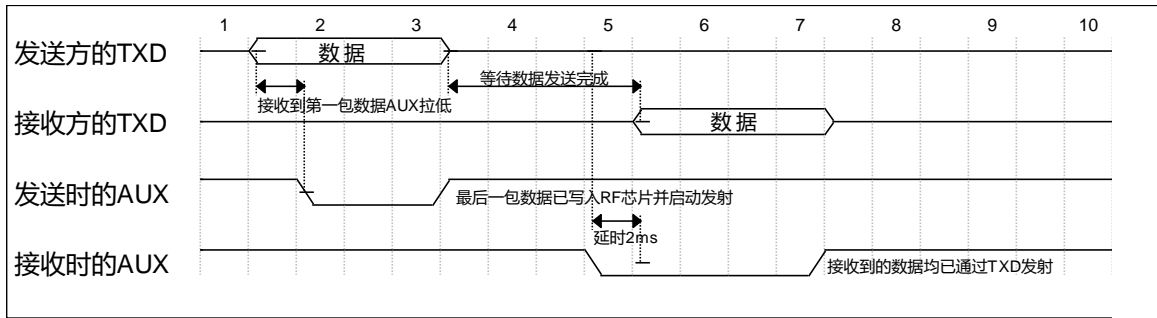 1 2 3 4 5 6 7 8 9 10
发送方的TXD
数据
等待数据发送完成
接收到第一包数据AUX拉低
接收方的TXD
数据
发送时的AUX
最后一包数据已写入RF芯片并启动发射
延时2ms
接收时的AUX
接收到的数据均已通过TXD发射